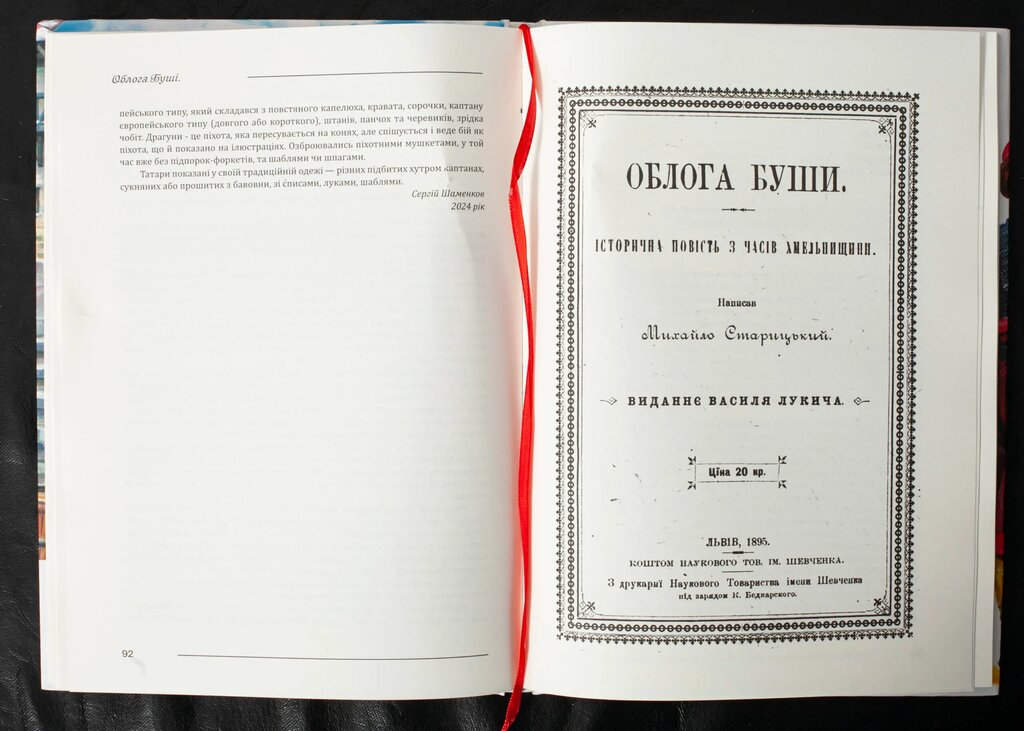 Облога Буші.
пейського типу, який складався з повстяного капелюха, кравата, сорочки, каптану
європейського типу (довгого або короткого), штанів, панчох та черевиків, зрідка
чобіт. Драгуни - це піхота, яка пересувається на конях, але спішується і веде бій як
піхота, що й показано на ілюстраціях. Озброювались піхотними мушкетами, у той
час вже без підпорок-форкетів, та шаблями чи шпагами.
Татари показані у своїй традиційній одежі — різних підбитих хутром каптанах,
сукняних або прошитих з бавовни, зі списами, луками, шаблями.
Сергій Шаменков
2024 рік
92
ОБЛОГА БУШИ.
ІСТОРИЧНА ПОВІСТЬ З ЧАСІВ ХМЕЛЬНИЩИНИ.
Написав
Михайло Старицький.
ВИДАННЄ ВАСИЛЯ ЛУКИЧА.
Ціна 20 кр.
ЛЬВІВ, 1895.
КОШТОМ НАУКОВОГО ТОВ. ІМ. ШЕВЧЕНКА.
З друкарнї Наукового Товариства імени Шевченка
під зарядом К. Беднарского.